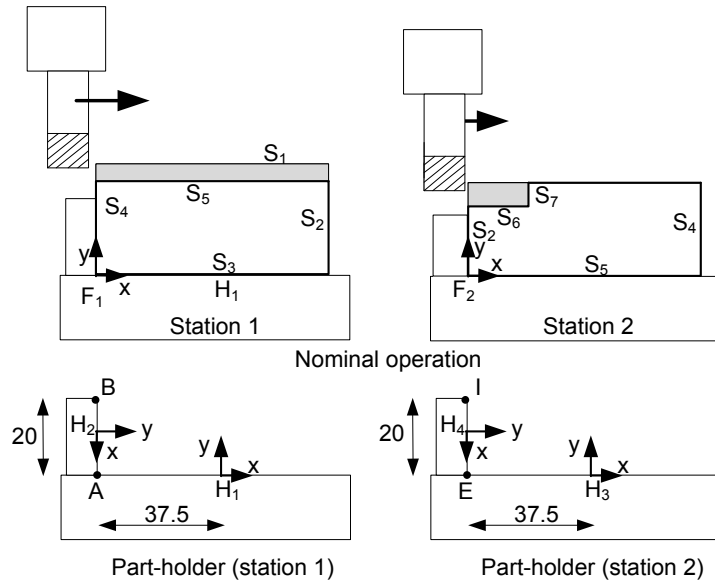 S1
S5
S4
S2
y
S3
F1
x
H1
Station 1
S7
S6
S2
S4
y
x
S5
F2
Station 2
Nominal operation
B
20
H2
y
x
y
x
A
H1
37.5
Part-holder (station 1)
I
20
H4
y
x
y
x
E
H3
37.5
Part-holder (station 2)